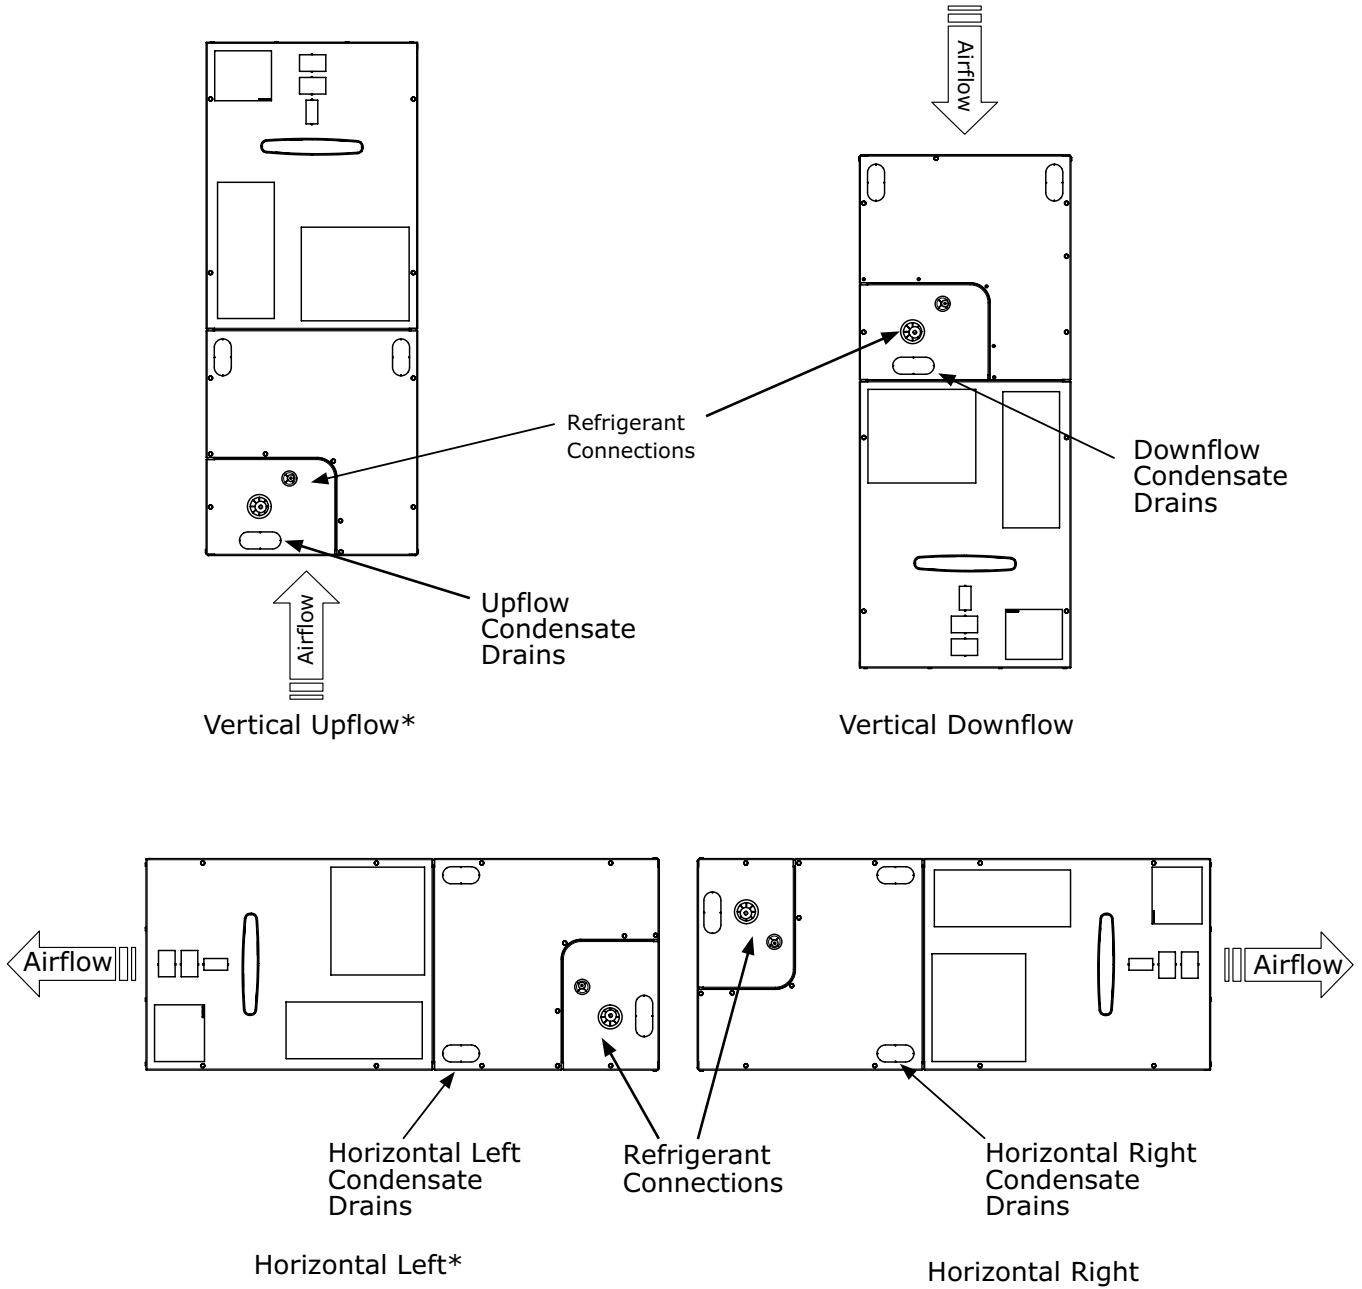 Airflow
Refrigerant
Connections
Downflow
Condensate
Drains
Upflow
Condensate
Drains
Airflow
Vertical Upflow*
Vertical Downflow
Airflow
Airflow
Horizontal Left
Condensate
Drains
Refrigerant
Connections
Horizontal Right
Condensate
Drains
Horizontal Left*
Horizontal Right